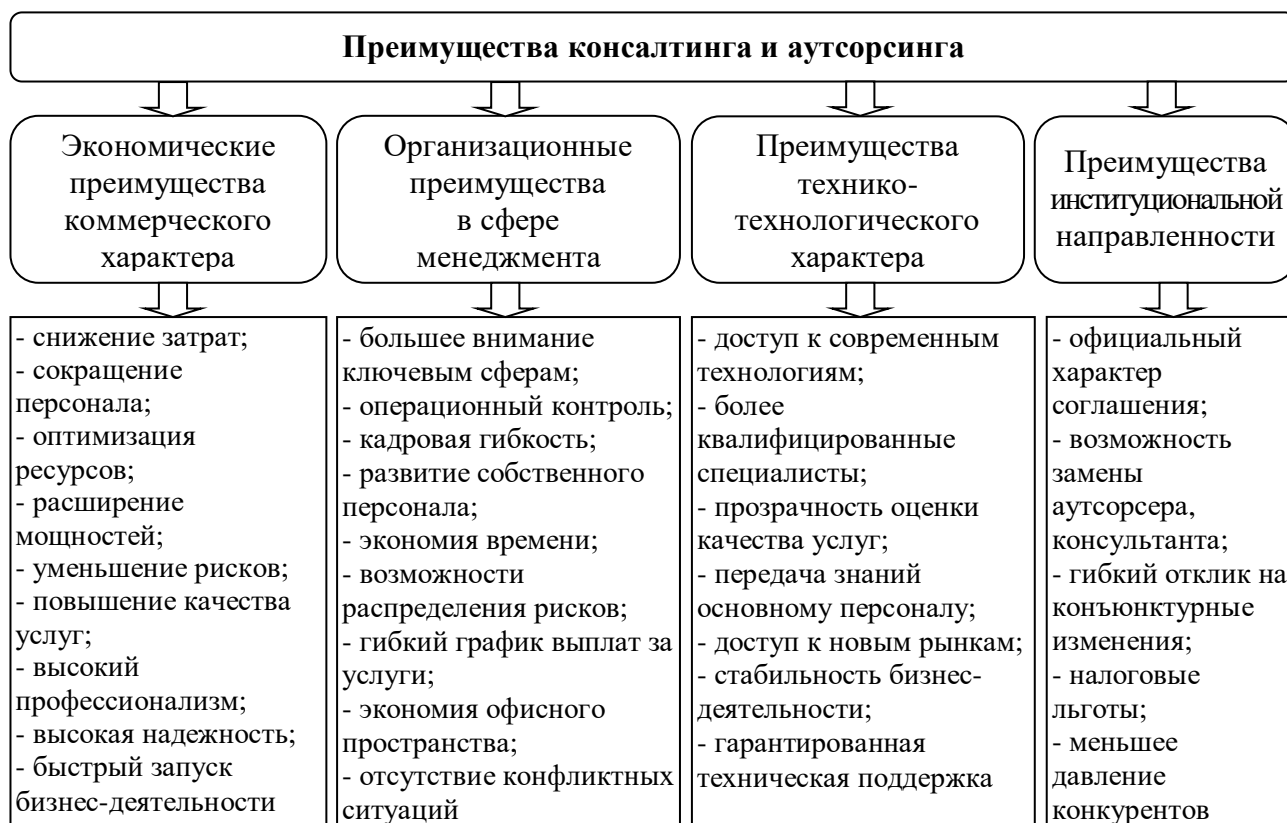 Преимущества консалтинга и аутсорсинга
Экономические
преимущества
коммерческого
характера
Организационные
преимущества
в сфере
менеджмента
Преимущества
технико-
технологического
характера
Преимущества
институциональной
направленности
- снижение затрат;
- сокращение
персонала;
- оптимизация
ресурсов;
- расширение
мощностей;
- уменьшение рисков;
- повышение качества
услуг;
- высокий
профессионализм;
- высокая надежность;
- быстрый запуск
бизнес-деятельности
- большее внимание
ключевым сферам;
- операционный контроль;
- кадровая гибкость;
- развитие собственного
персонала;
- экономия времени;
- возможности
распределения рисков;
- гибкий график выплат за
услуги;
- экономия офисного
пространства;
- отсутствие конфликтных
ситуаций
- доступ к современным
технологиям;
- более
квалифицированные
специалисты;
- прозрачность оценки
качества услуг;
- передача знаний
основному персоналу;
- доступ к новым рынкам;
- стабильность бизнес-
деятельности;
- гарантированная
техническая поддержка
- официальный
характер
соглашения;
- возможность
замены
аутсорсера,
консультанта;
- гибкий отклик на
конъюнктурные
изменения;
- налоговые
льготы;
- меньшее
давление
конкурентов